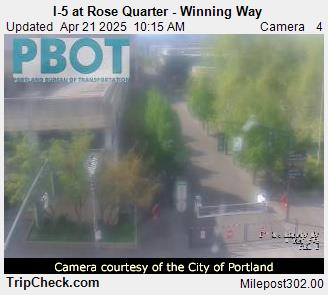 I-5 at Rose Quarter - Winning Way
Updated Apr 21 2025 10:15 AM Camera 4
PBOT
PORTLAND BUREAU OF TRANSPORTATION
Camera courtesy of the City of Portland
TripCheck.com Milepost302.00